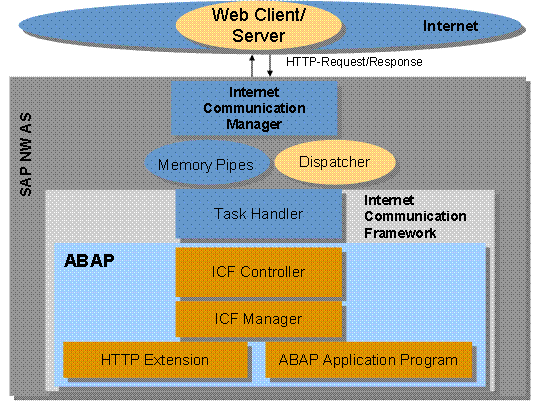 Web Client/
Server
Internet
HTTP-Request/Response
Internet
Communication
Manager
SAP NW AS
Memory Pipes
Dispatcher
Task Handler
Internet
Communication
Framework
ABAP
ICF Controller
ICF Manager
HTTP Extension
ABAP Application Program